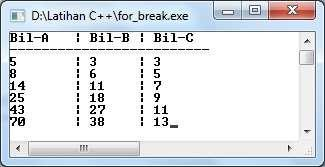 D:\Latihan C++\for_break.exe
Bil-A ¦ Bil-B ¦ Bil-C
-------------------------
5 ¦ 3 ¦ 3
8 ¦ 6 ¦ 5
14 ¦ 11 ¦ 7
25 ¦ 18 ¦ 9
43 ¦ 27 ¦ 11
70 ¦ 38 ¦ 13_